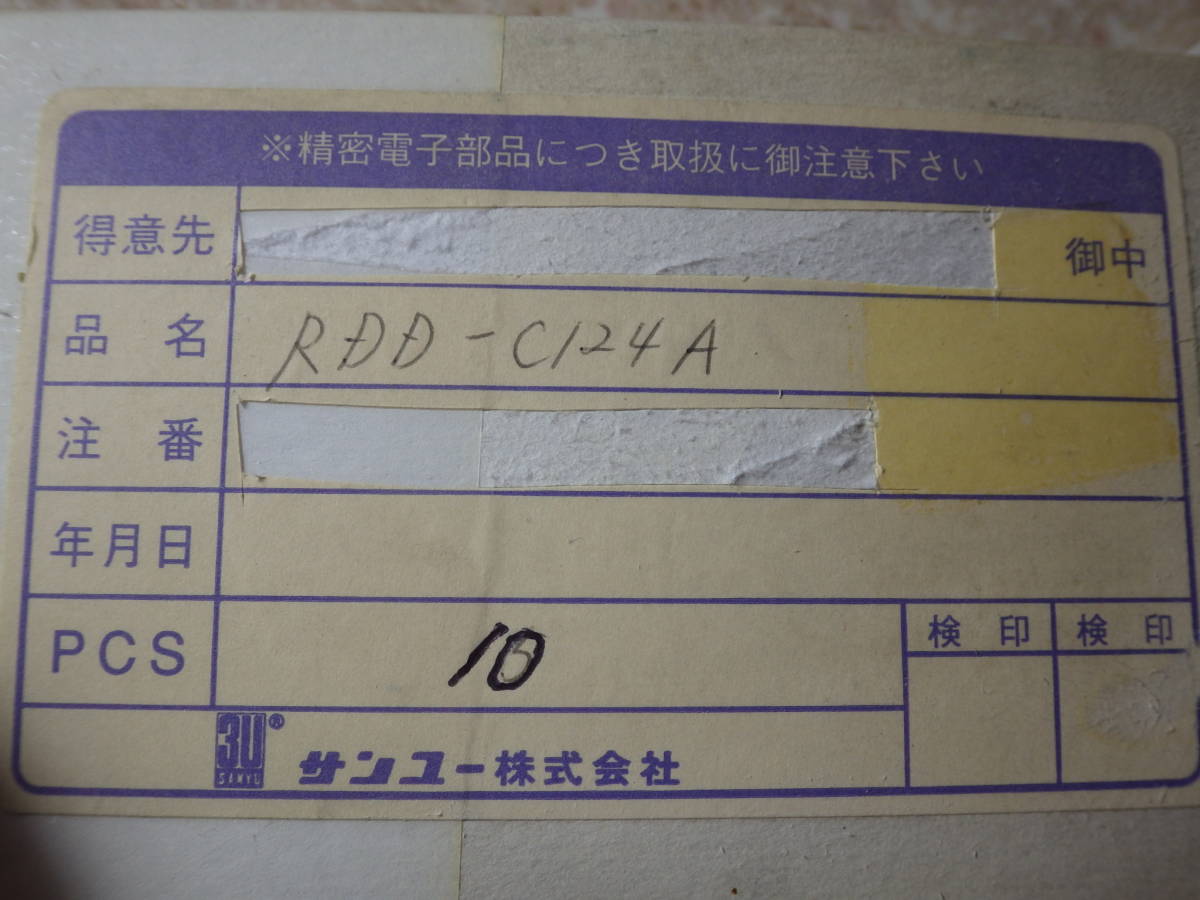 ※精密電子部品につき取扱に御注意下さい
得意先 御中
品名 RDD-C124A
注番
年月日
PCS 10 検印 検印
3U® SANYU サンユー株式会社